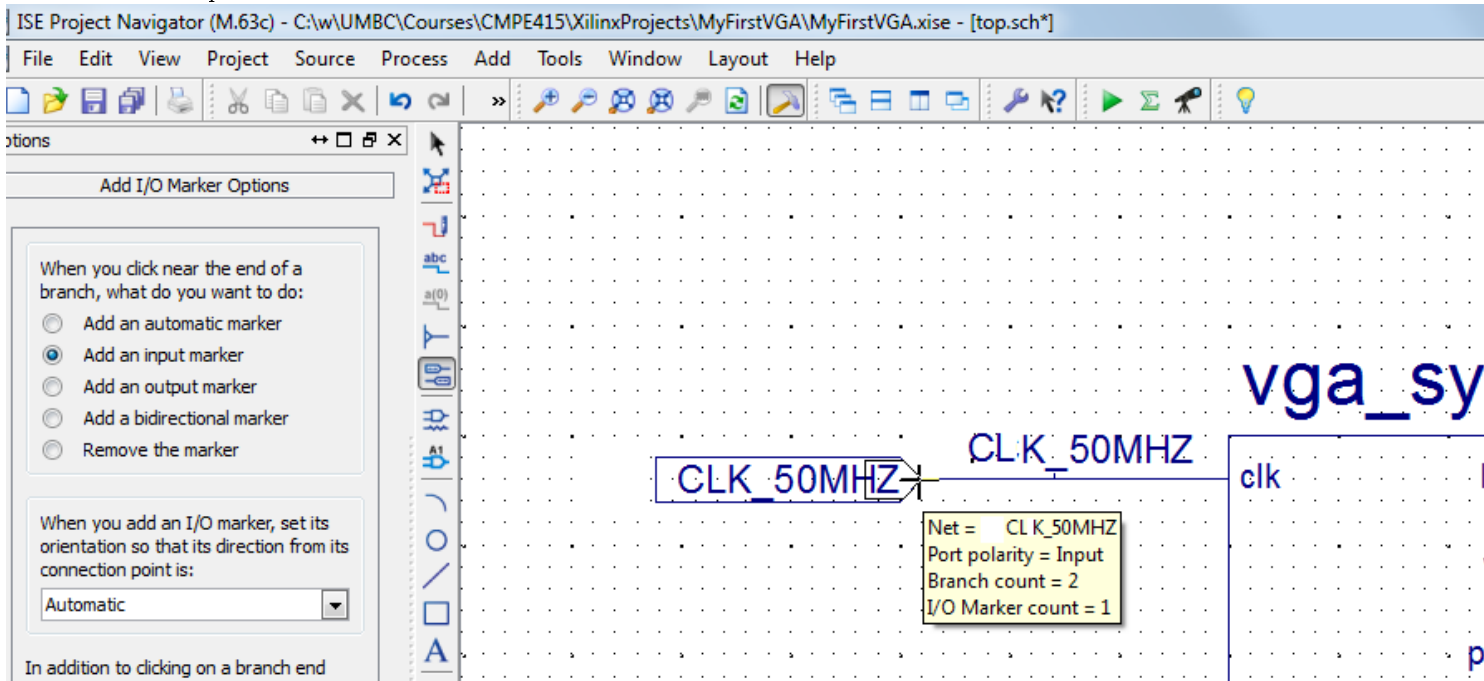 ISE Project Navigator (M.63c) - C:\w\UMBC\Courses\CMPE415\XilinxProjects\MyFirstVGA\MyFirstVGA.xise - [top.sch*]
File Edit View Project Source Process Add Tools Window Layout Help
»
ptions
Add I/O Marker Options
When you click near the end of a
branch, what do you want to do:
Add an automatic marker
Add an input marker
Add an output marker
Add a bidirectional marker
Remove the marker
When you add an I/O marker, set its
orientation so that its direction from its
connection point is:
Automatic
In addition to clicking on a branch end
abc
a(0)
A1
A
vga_sy
CLK_50MHZ
CLK_50MHZ
clk
Net = CLK_50MHZ
Port polarity = Input
Branch count = 2
I/O Marker count = 1
p